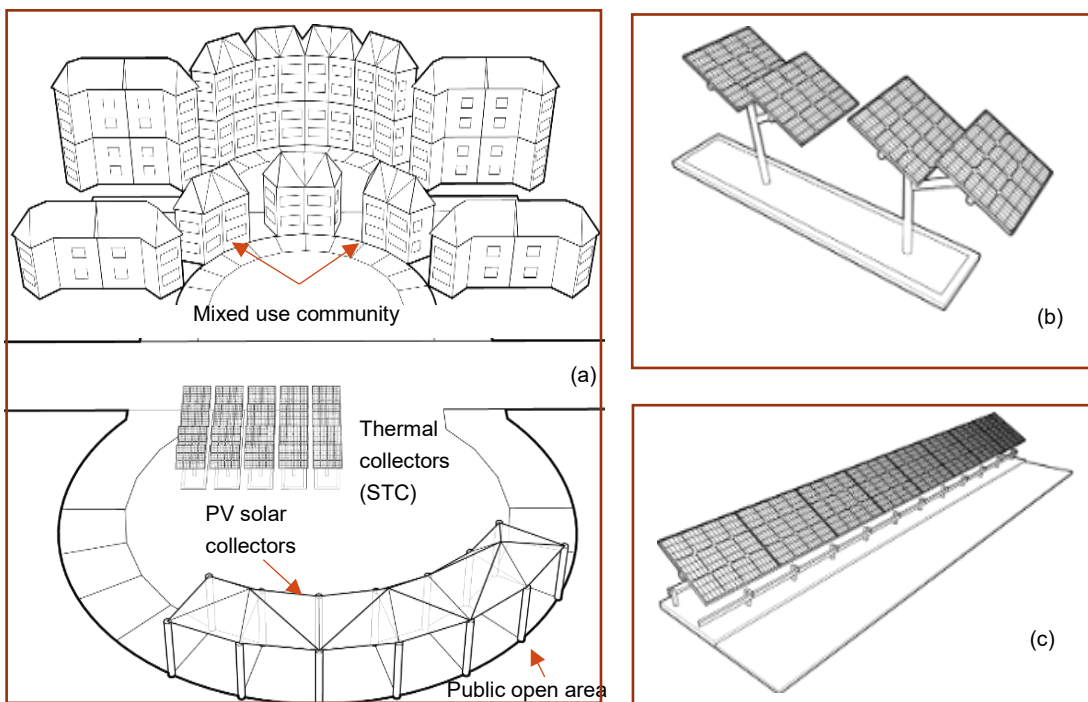 Mixed use community
(a)
Thermal
collectors
(STC)
PV solar
collectors
Public open area
(b)
(c)